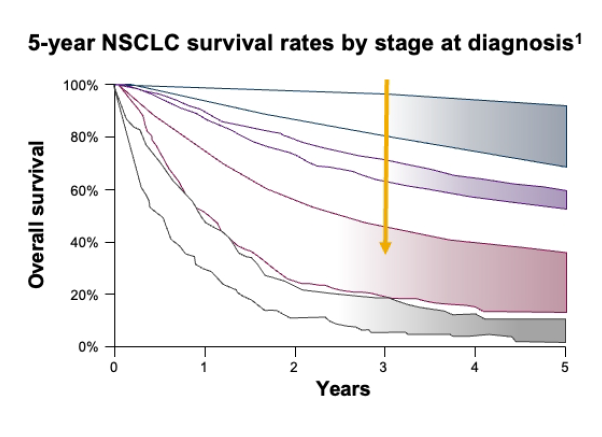 5-year NSCLC survival rates by stage at diagnosis¹
100%
80%
60%
40%
20%
0%
Overall survival
0 1 2 3 4 5
Years